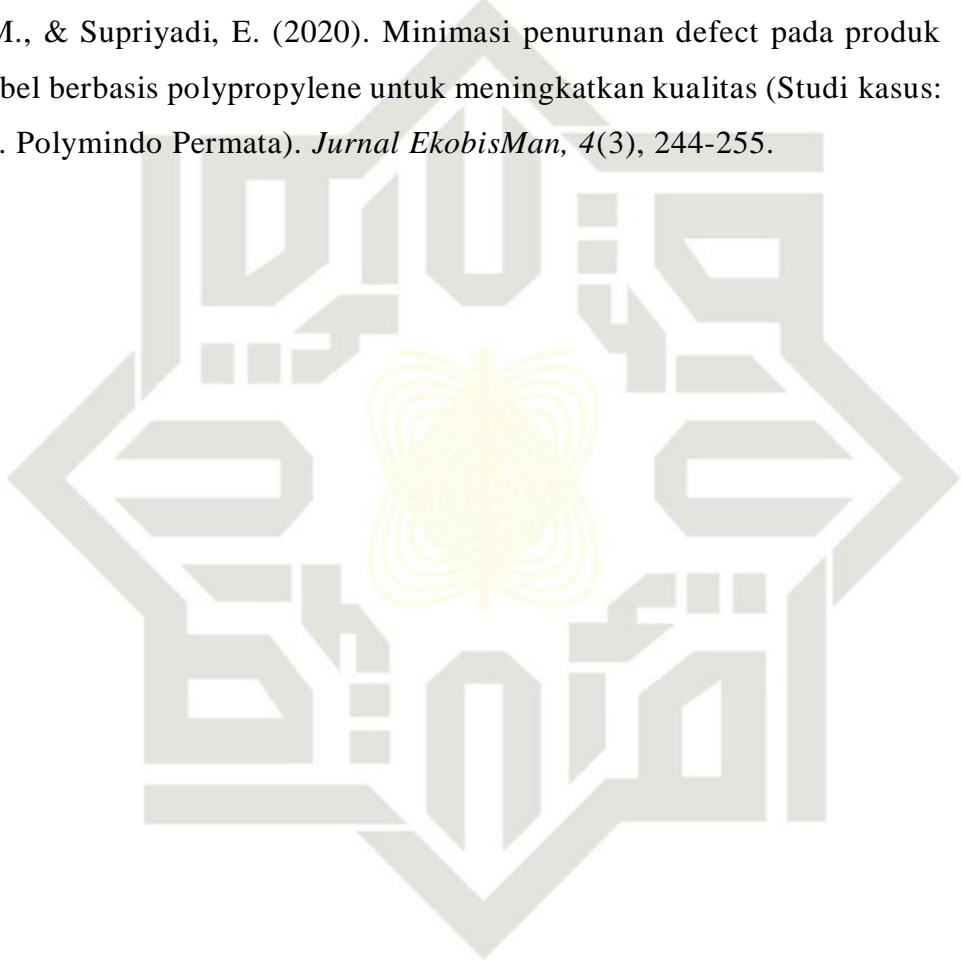 M., & Supriyadi, E. (2020). Minimasi penurunan defect pada produk
bel berbasis polypropylene untuk meningkatkan kualitas (Studi kasus:
. Polymindo Permata). Jurnal EkobisMan, 4(3), 244-255.